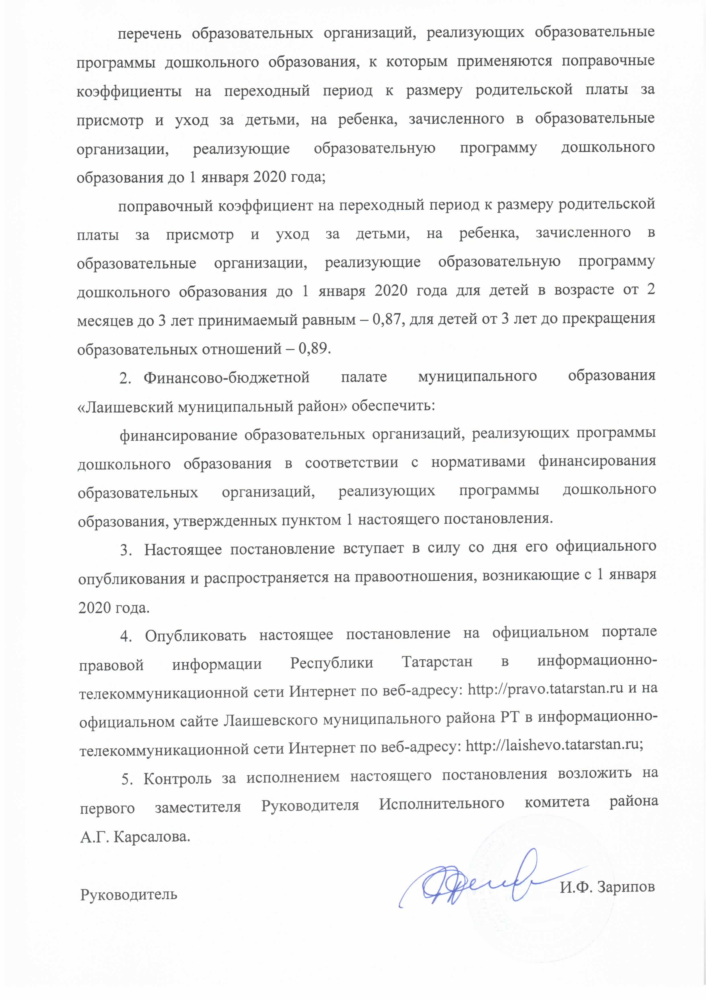 перечень образовательных организаций, реализующих образовательные
программы дошкольного образования, к которым применяются поправочные
коэффициенты на переходный период к размеру родительской платы за
присмотр и уход за детьми, на ребенка, зачисленного в образовательные
организации, реализующие образовательную программу дошкольного
образования до 1 января 2020 года;
поправочный коэффициент на переходный период к размеру родительской
платы за присмотр и уход за детьми, на ребенка, зачисленного в
образовательные организации, реализующие образовательную программу
дошкольного образования до 1 января 2020 года для детей в возрасте от 2
месяцев до 3 лет принимаемый равным – 0,87, для детей от 3 лет до прекращения
образовательных отношений – 0,89.
2. Финансово-бюджетной палате муниципального образования
«Лаишевский муниципальный район» обеспечить:
финансирование образовательных организаций, реализующих программы
дошкольного образования в соответствии с нормативами финансирования
образовательных организаций, реализующих программы дошкольного
образования, утвержденных пунктом 1 настоящего постановления.
3. Настоящее постановление вступает в силу со дня его официального
опубликования и распространяется на правоотношения, возникающие с 1 января
2020 года.
4. Опубликовать настоящее постановление на официальном портале
правовой информации Республики Татарстан в информационно-
телекоммуникационной сети Интернет по веб-адресу: http://pravo.tatarstan.ru и на
официальном сайте Лаишевского муниципального района РТ в информационно-
телекоммуникационной сети Интернет по веб-адресу: http://laishevo.tatarstan.ru;
5. Контроль за исполнением настоящего постановления возложить на
первого заместителя Руководителя Исполнительного комитета района
А.Г. Карсалова.
Руководитель И.Ф. Зарипов